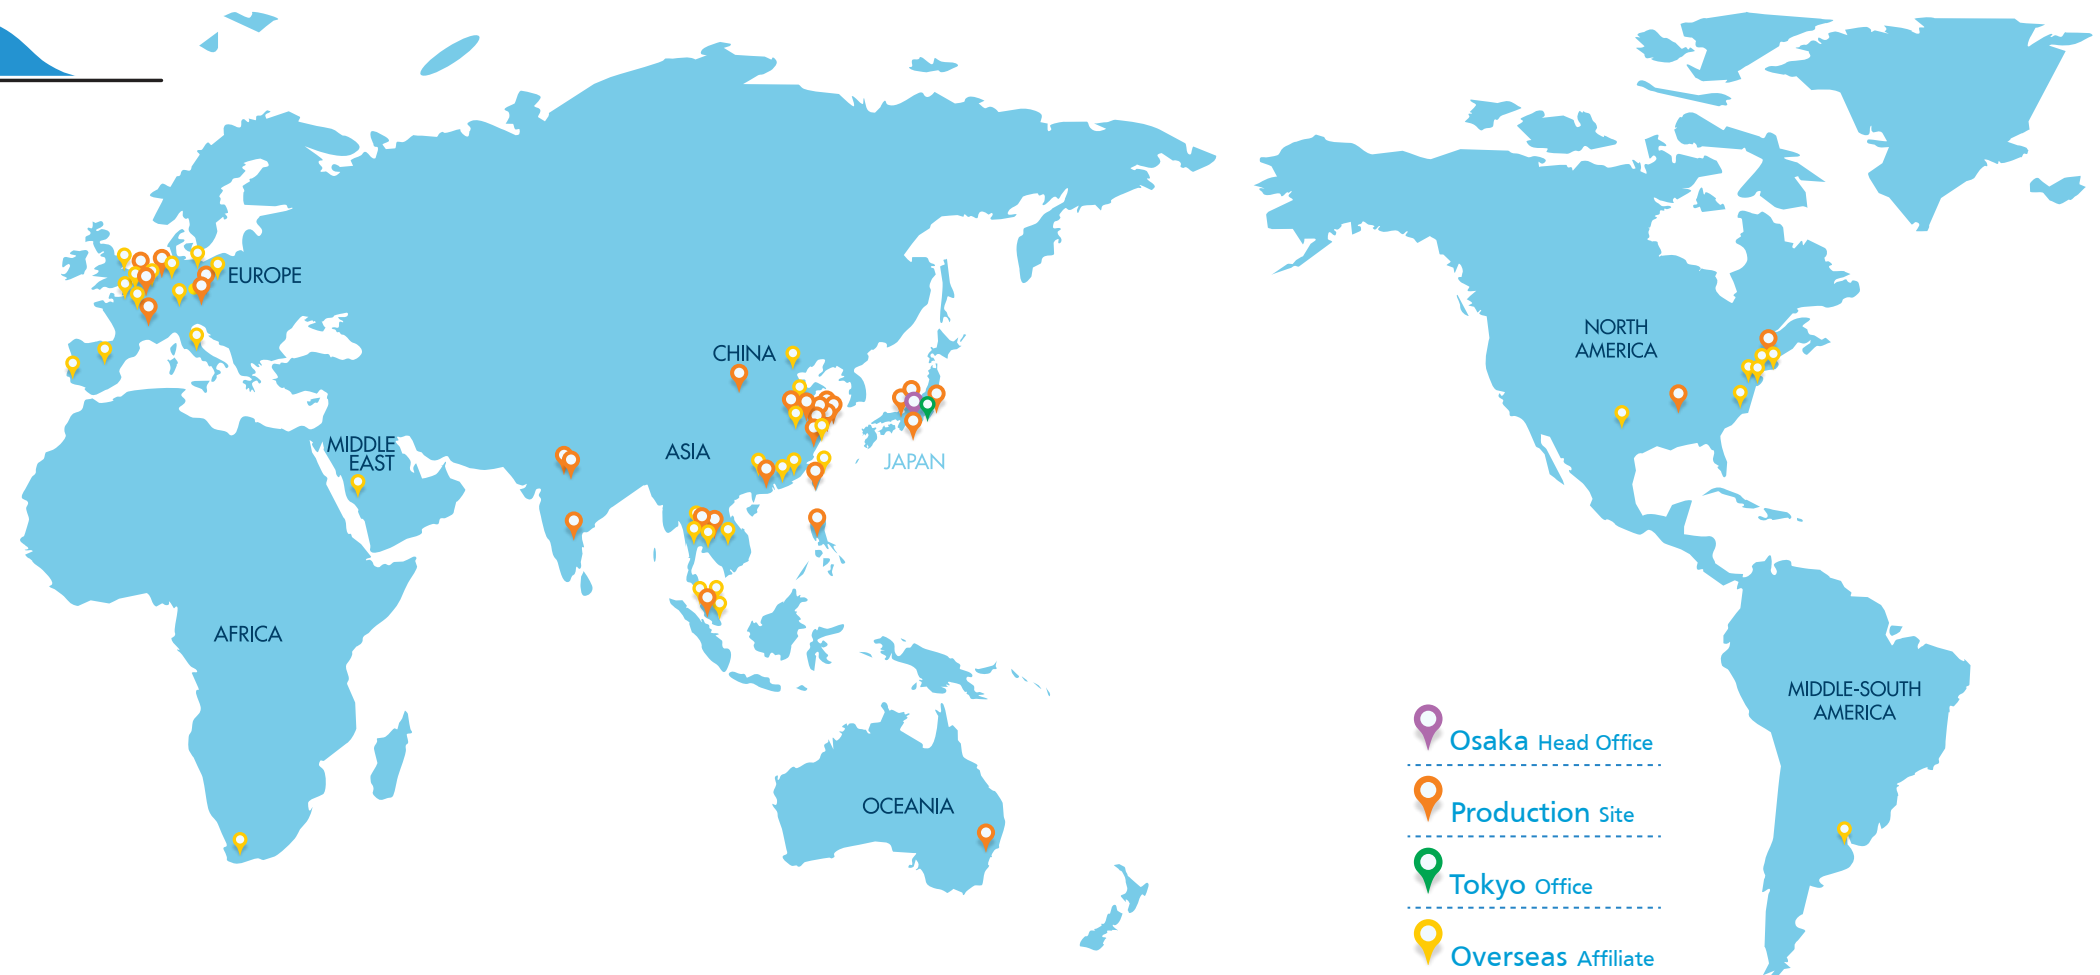 EUROPE
CHINA
NORTH
AMERICA
MIDDLE
EAST
ASIA
JAPAN
AFRICA
MIDDLE-SOUTH
AMERICA
OCEANIA
Osaka Head Office
Production Site
Tokyo Office
Overseas Affiliate